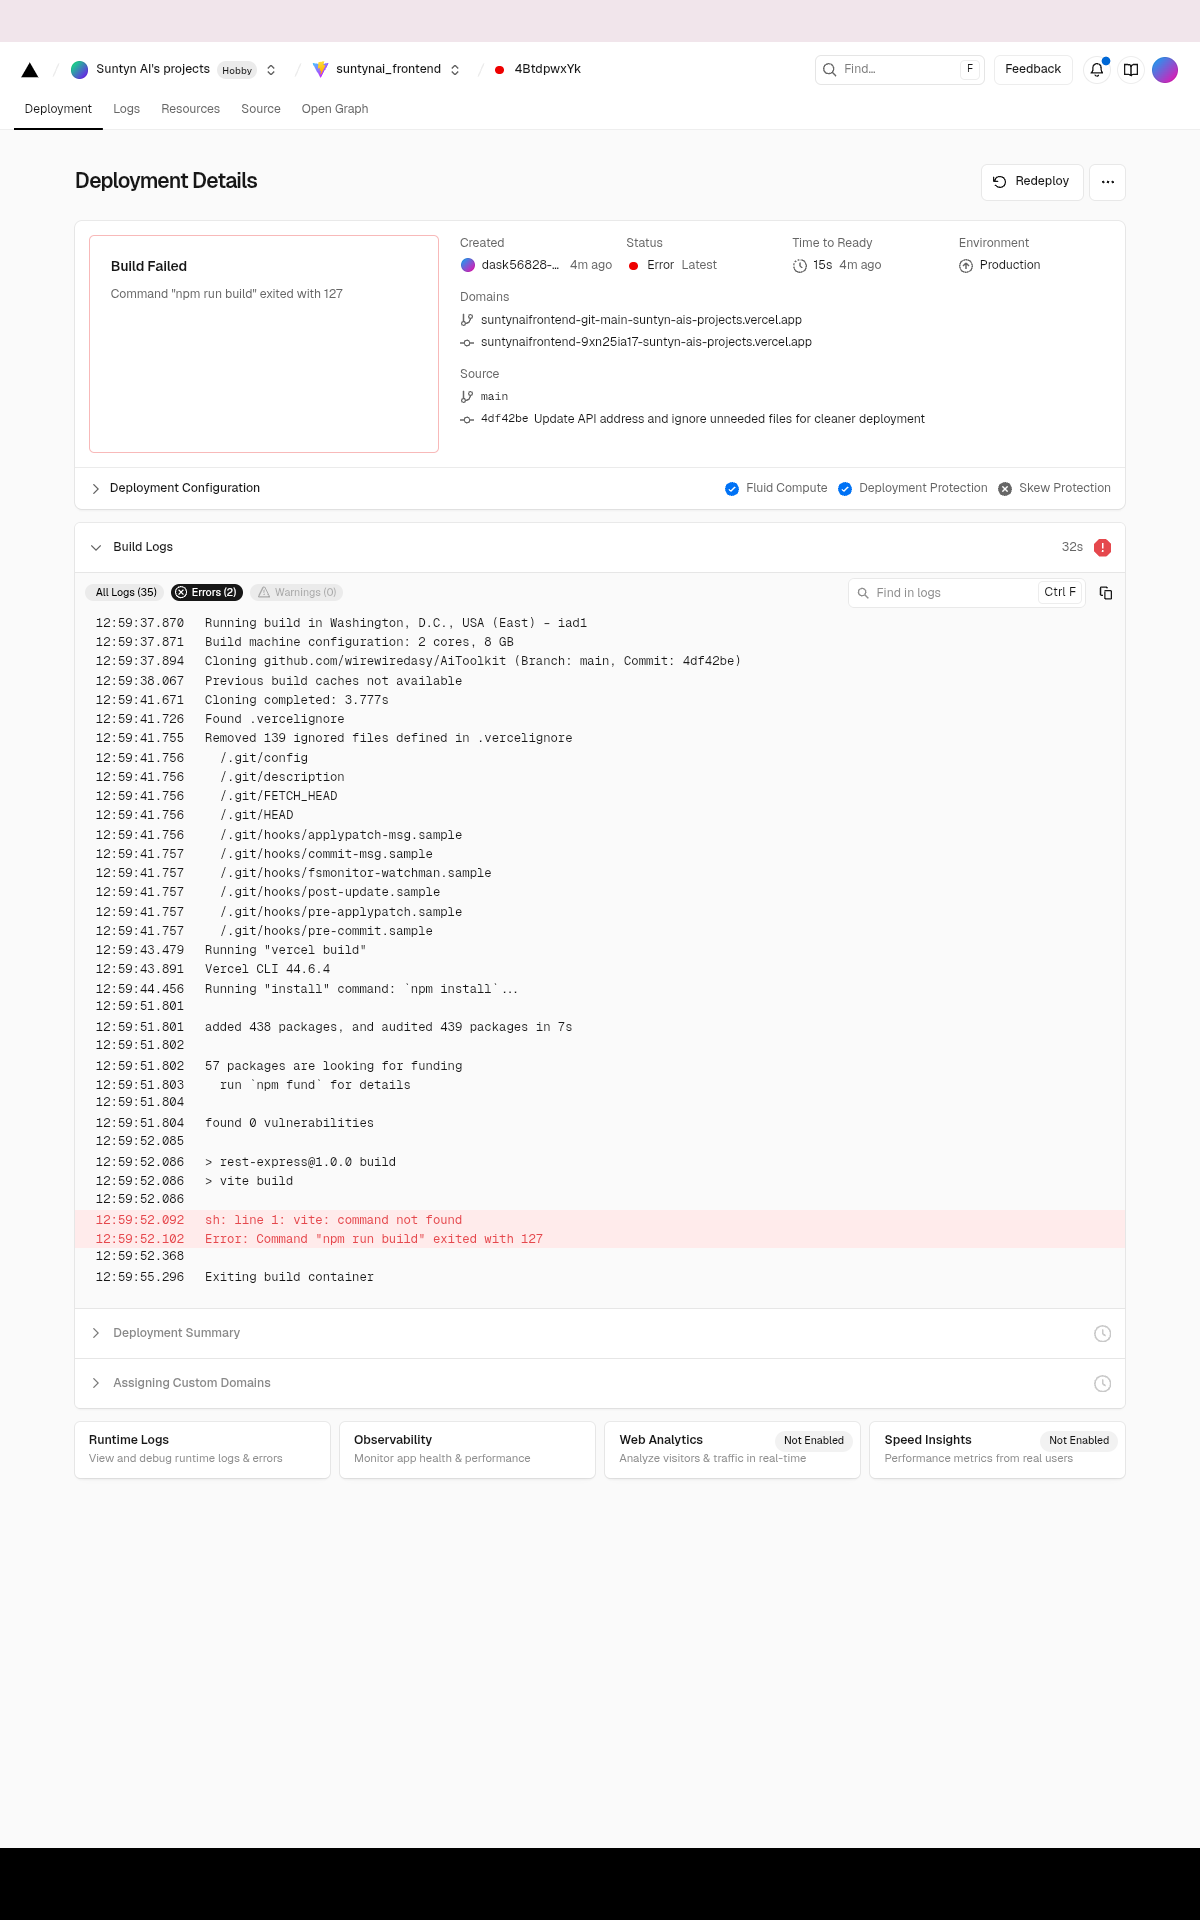 Suntyn AI's projects Hobby suntynai_frontend 4BtdpwxYk Find... F Feedback
Deployment Logs Resources Source Open Graph
Deployment Details
Redeploy
Build Failed
Command "npm run build" exited with 127
Created Status Time to Ready Environment
dask56828-... 4m ago Error Latest 15s 4m ago Production
Domains
suntynaifrontend-git-main-suntyn-ais-projects.vercel.app
suntynaifrontend-9xn25ia17-suntyn-ais-projects.vercel.app
Source
main
4df42be Update API address and ignore unneeded files for cleaner deployment
Deployment Configuration Fluid Compute Deployment Protection Skew Protection
Build Logs 32s
All Logs (35) Errors (2) Warnings (0) Find in logs Ctrl F
12:59:37.870 Running build in Washington, D.C., USA (East) – iad1
12:59:37.871 Build machine configuration: 2 cores, 8 GB
12:59:37.894 Cloning github.com/wirewiredasy/AiToolkit (Branch: main, Commit: 4df42be)
12:59:38.067 Previous build caches not available
12:59:41.671 Cloning completed: 3.777s
12:59:41.726 Found .vercelignore
12:59:41.755 Removed 139 ignored files defined in .vercelignore
12:59:41.756 /.git/config
12:59:41.756 /.git/description
12:59:41.756 /.git/FETCH_HEAD
12:59:41.756 /.git/HEAD
12:59:41.756 /.git/hooks/applypatch-msg.sample
12:59:41.757 /.git/hooks/commit-msg.sample
12:59:41.757 /.git/hooks/fsmonitor-watchman.sample
12:59:41.757 /.git/hooks/post-update.sample
12:59:41.757 /.git/hooks/pre-applypatch.sample
12:59:41.757 /.git/hooks/pre-commit.sample
12:59:43.479 Running "vercel build"
12:59:43.891 Vercel CLI 44.6.4
12:59:44.456 Running "install" command: `npm install`...
12:59:51.801
12:59:51.801 added 438 packages, and audited 439 packages in 7s
12:59:51.802
12:59:51.802 57 packages are looking for funding
12:59:51.803 run `npm fund` for details
12:59:51.804
12:59:51.804 found 0 vulnerabilities
12:59:52.085
12:59:52.086 > rest-express@1.0.0 build
12:59:52.086 > vite build
12:59:52.086
12:59:52.092 sh: line 1: vite: command not found
12:59:52.102 Error: Command "npm run build" exited with 127
12:59:52.368
12:59:55.296 Exiting build container
Deployment Summary
Assigning Custom Domains
Runtime Logs
View and debug runtime logs & errors
Observability
Monitor app health & performance
Web Analytics Not Enabled
Analyze visitors & traffic in real-time
Speed Insights Not Enabled
Performance metrics from real users